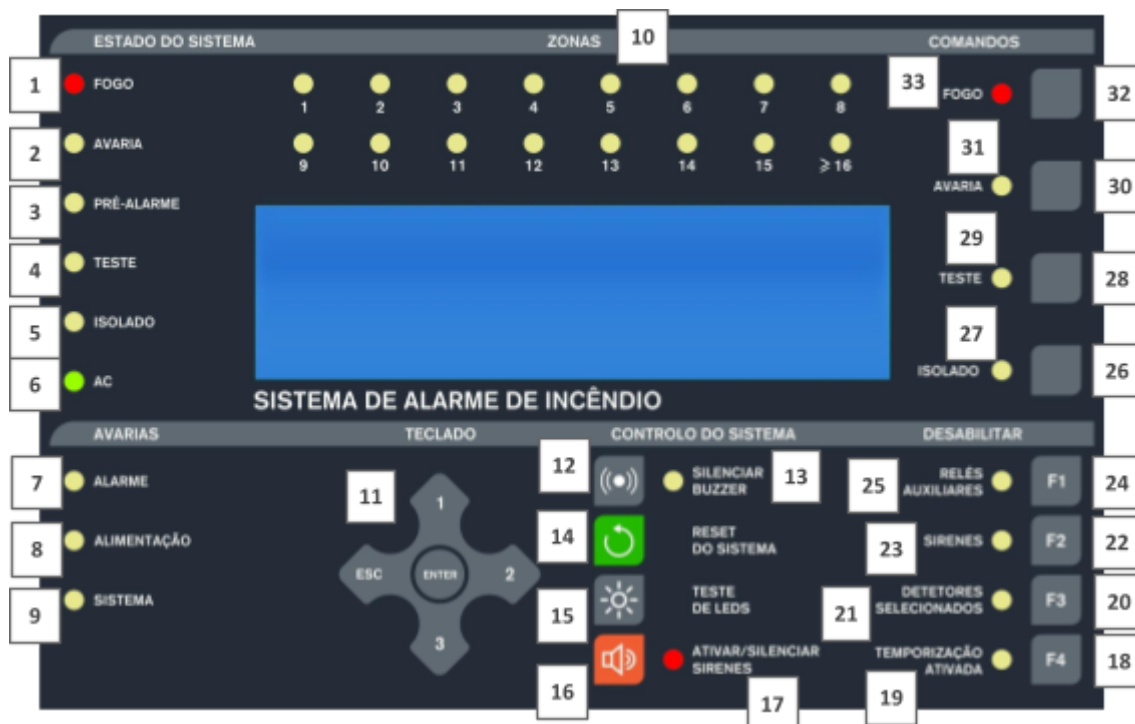 ESTADO DO SISTEMA ZONAS 10 COMANDOS
1 FOGO
1 2 3 4 5 6 7 8
33 FOGO 32
2 AVARIA
9 10 11 12 13 14 15 ⩾ 16
31
AVARIA 30
3 PRÉ-ALARME
29
4 TESTE
TESTE 28
5 ISOLADO
27
ISOLADO 26
6 AC
SISTEMA DE ALARME DE INCÊNDIO
AVARIAS TECLADO CONTROLO DO SISTEMA DESABILITAR
7 ALARME
8 ALIMENTAÇÃO
9 SISTEMA
11
1
ESC ENTER 2
3
12 SILENCIAR 13
BUZZER
14 RESET
DO SISTEMA
15 TESTE
DE LEDS
16 ATIVAR/SILENCIAR
SIRENES 17
25 RELÉS
AUXILIARES F1 24
23 SIRENES F2 22
21 DETETORES
SELECIONADOS F3 20
TEMPORIZAÇÃO
ATIVADA F4 18
19